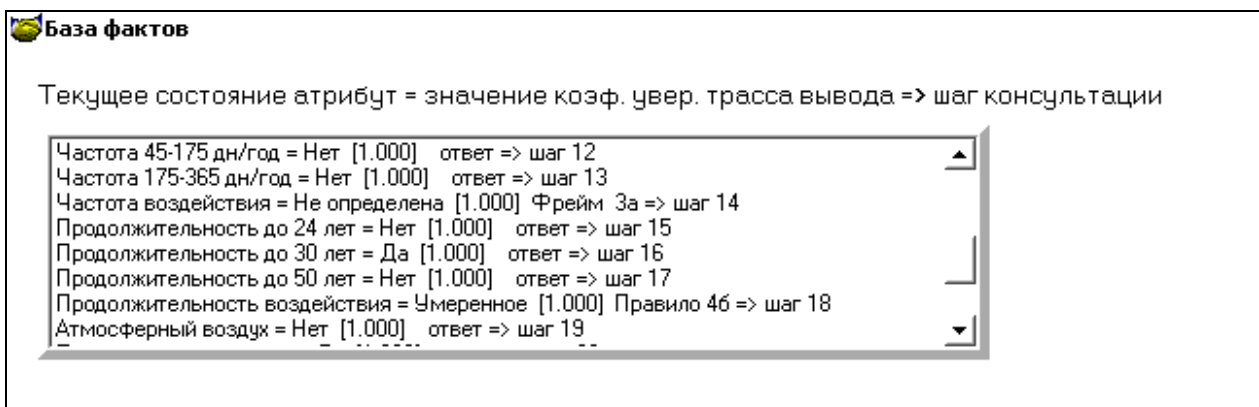 База фактов
Текущее состояние атрибут = значение коэф. увер. трасса вывода => шаг консультации
Частота 45-175 дн/год = Нет [1.000] ответ => шаг 12
Частота 175-365 дн/год = Нет [1.000] ответ => шаг 13
Частота воздействия = Не определена [1.000] Фрейм 3а => шаг 14
Продолжительность до 24 лет = Нет [1.000] ответ => шаг 15
Продолжительность до 30 лет = Да [1.000] ответ => шаг 16
Продолжительность до 50 лет = Нет [1.000] ответ => шаг 17
Продолжительность воздействия = Умеренное [1.000] Правило 4б => шаг 18
Атмосферный воздух = Нет [1.000] ответ => шаг 19